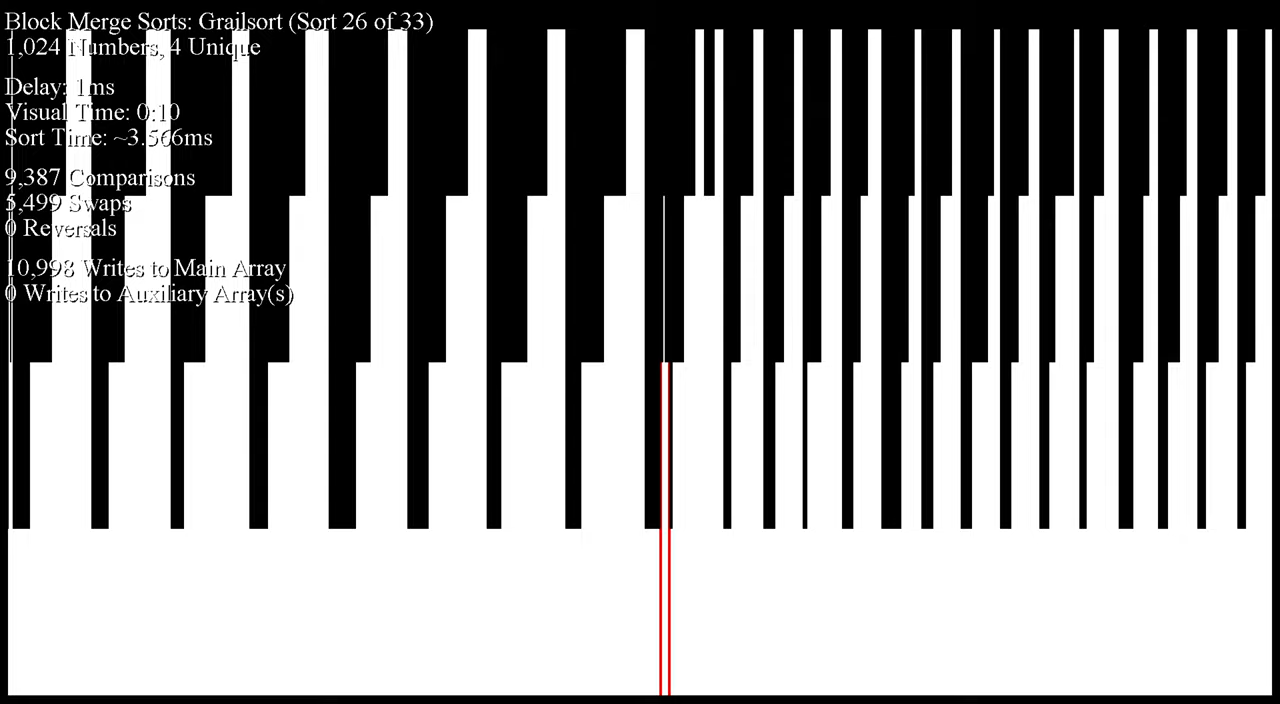 Block Merge Sorts: Grailsort (Sort 26 of 33)
1,024 Numbers, 4 Unique
Delay: 1ms
Visual Time: 0:10
Sort Time: ~3.566ms
9,387 Comparisons
5,499 Swaps
0 Reversals
10,998 Writes to Main Array
0 Writes to Auxiliary Array(s)